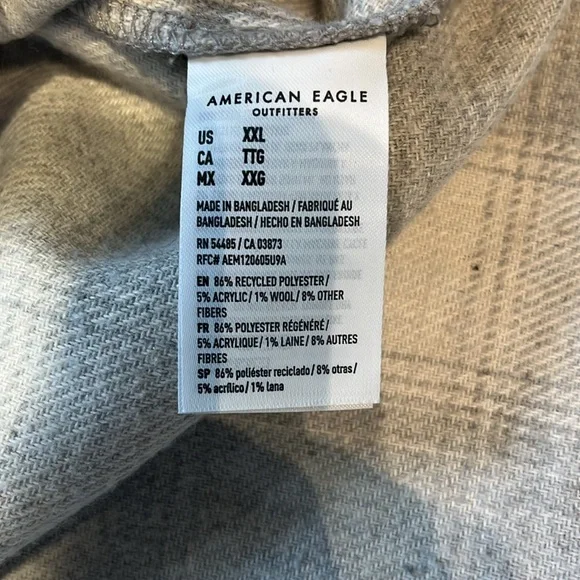 AMERICAN EAGLE
OUTFITTERS
US XXL
CA TTG
MX XXG
MADE IN BANGLADESH / FABRIQUÉ AU
BANGLADESH / HECHO EN BANGLADESH
RN 54485 / CA 03873
RFC# AEM120605U9A
EN 86% RECYCLED POLYESTER /
5% ACRYLIC / 1% WOOL / 8% OTHER
FIBERS
FR 86% POLYESTER RÉGÉNÉRÉ /
5% ACRYLIQUE / 1% LAINE / 8% AUTRES
FIBRES
SP 86% poliéster reciclado / 8% otras /
5% acrílico / 1% lana